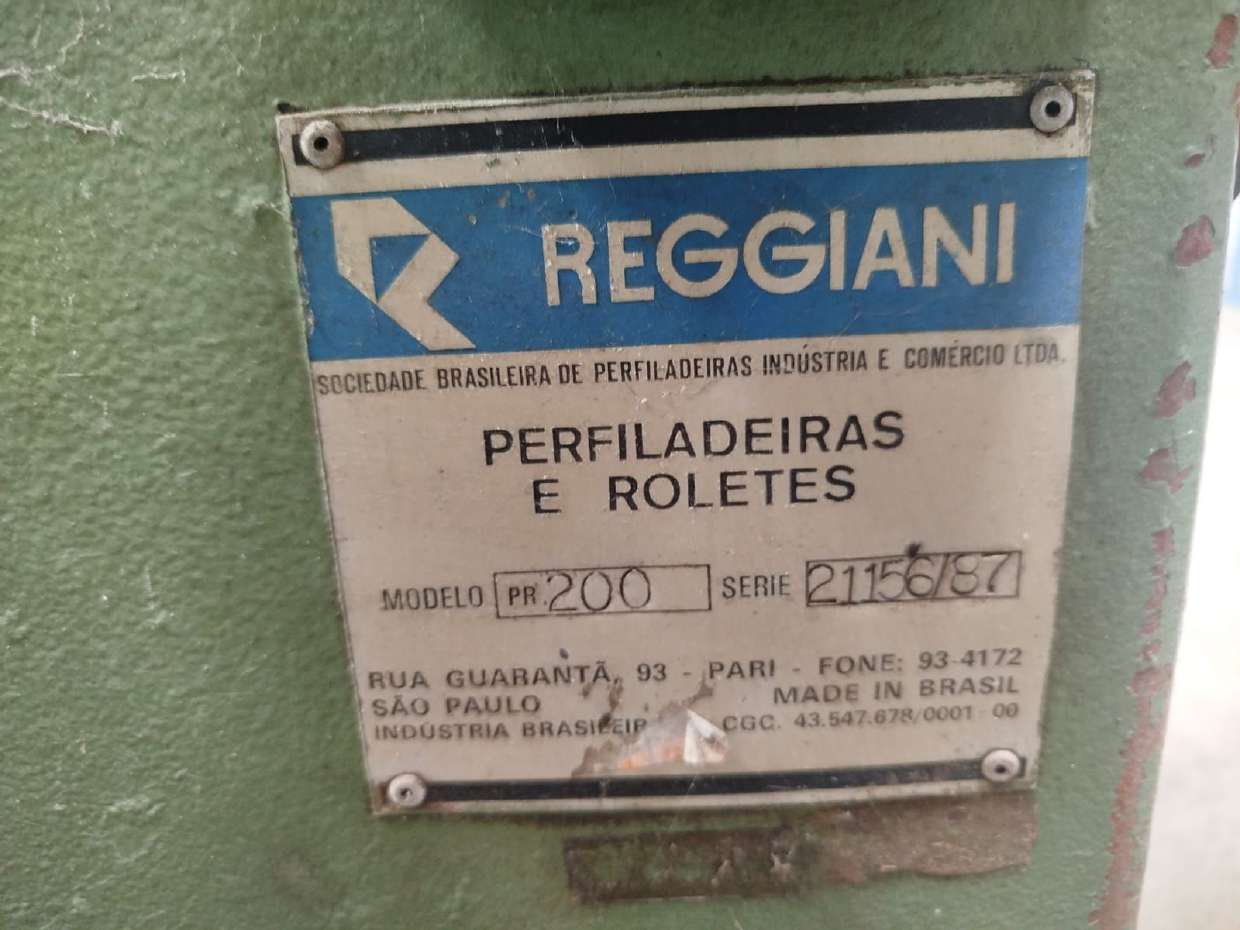 REGGIANI
SOCIEDADE BRASILEIRA DE PERFILADEIRAS INDÚSTRIA E COMÉRCIO LTDA.
PERFILADEIRAS
E ROLETES
MODELO PR. 200 SERIE 21156/87
RUA GUARANTÃ, 93 - PARI - FONE: 93-4172
SÃO PAULO MADE IN BRASIL
INDÚSTRIA CGC. 43.547.678/0001-00